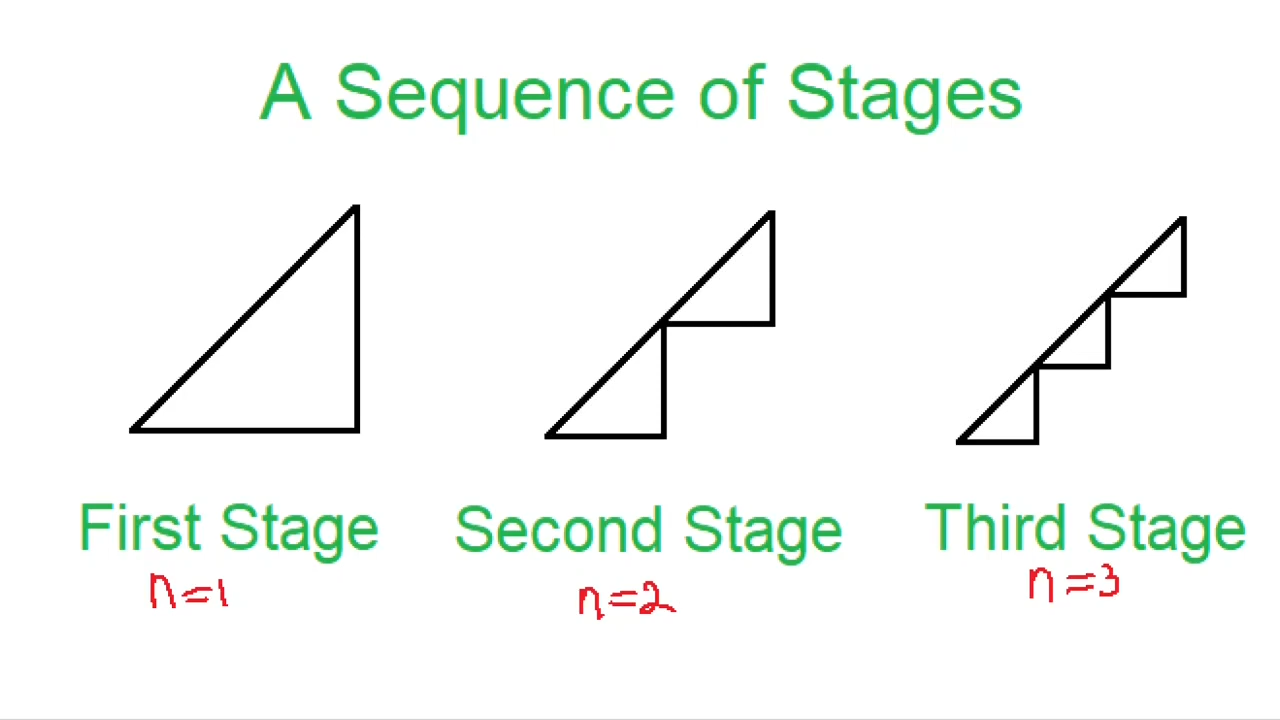 A Sequence of Stages
First Stage
Second Stage
Third Stage
n=1
n=2
n=3